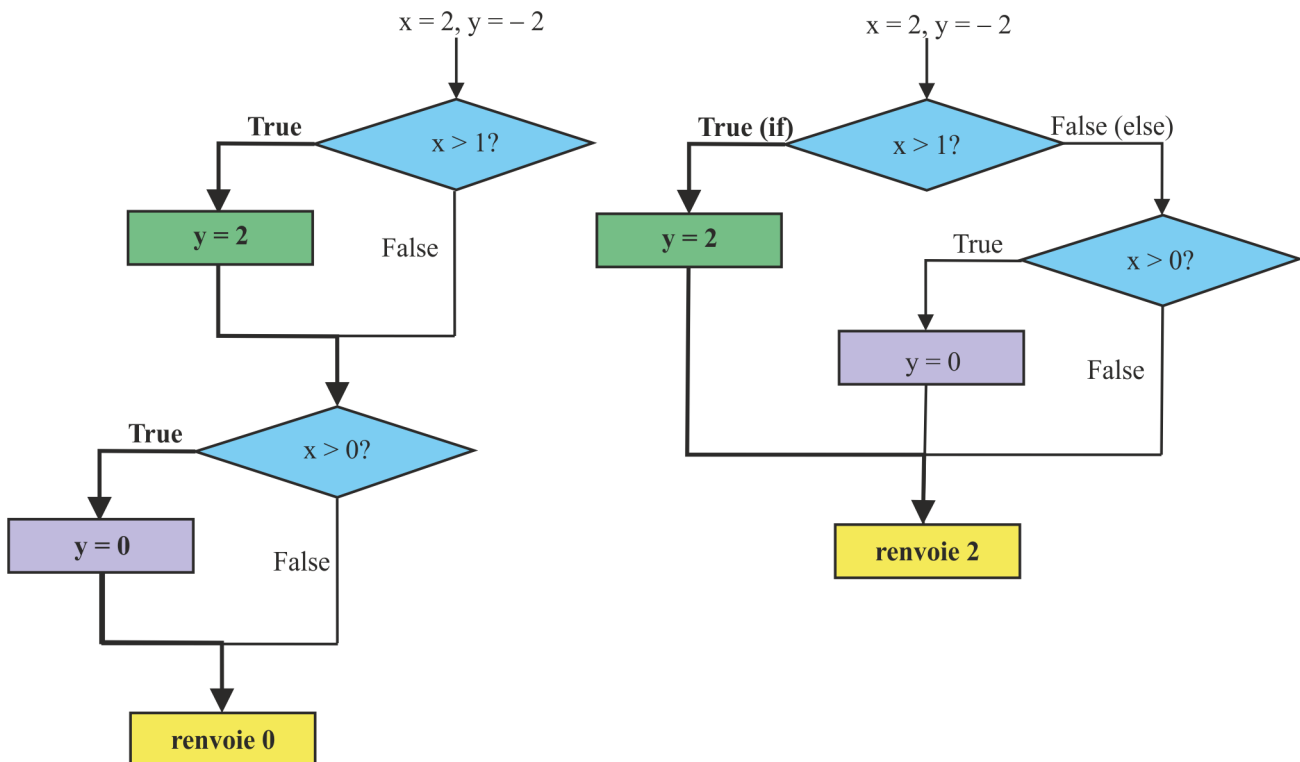 x = 2, y = – 2
True
x > 1?
y = 2
False
True
x > 0?
y = 0
False
renvoie 0
x = 2, y = – 2
True (if)
x > 1?
False (else)
y = 2
True
x > 0?
y = 0
False
renvoie 2